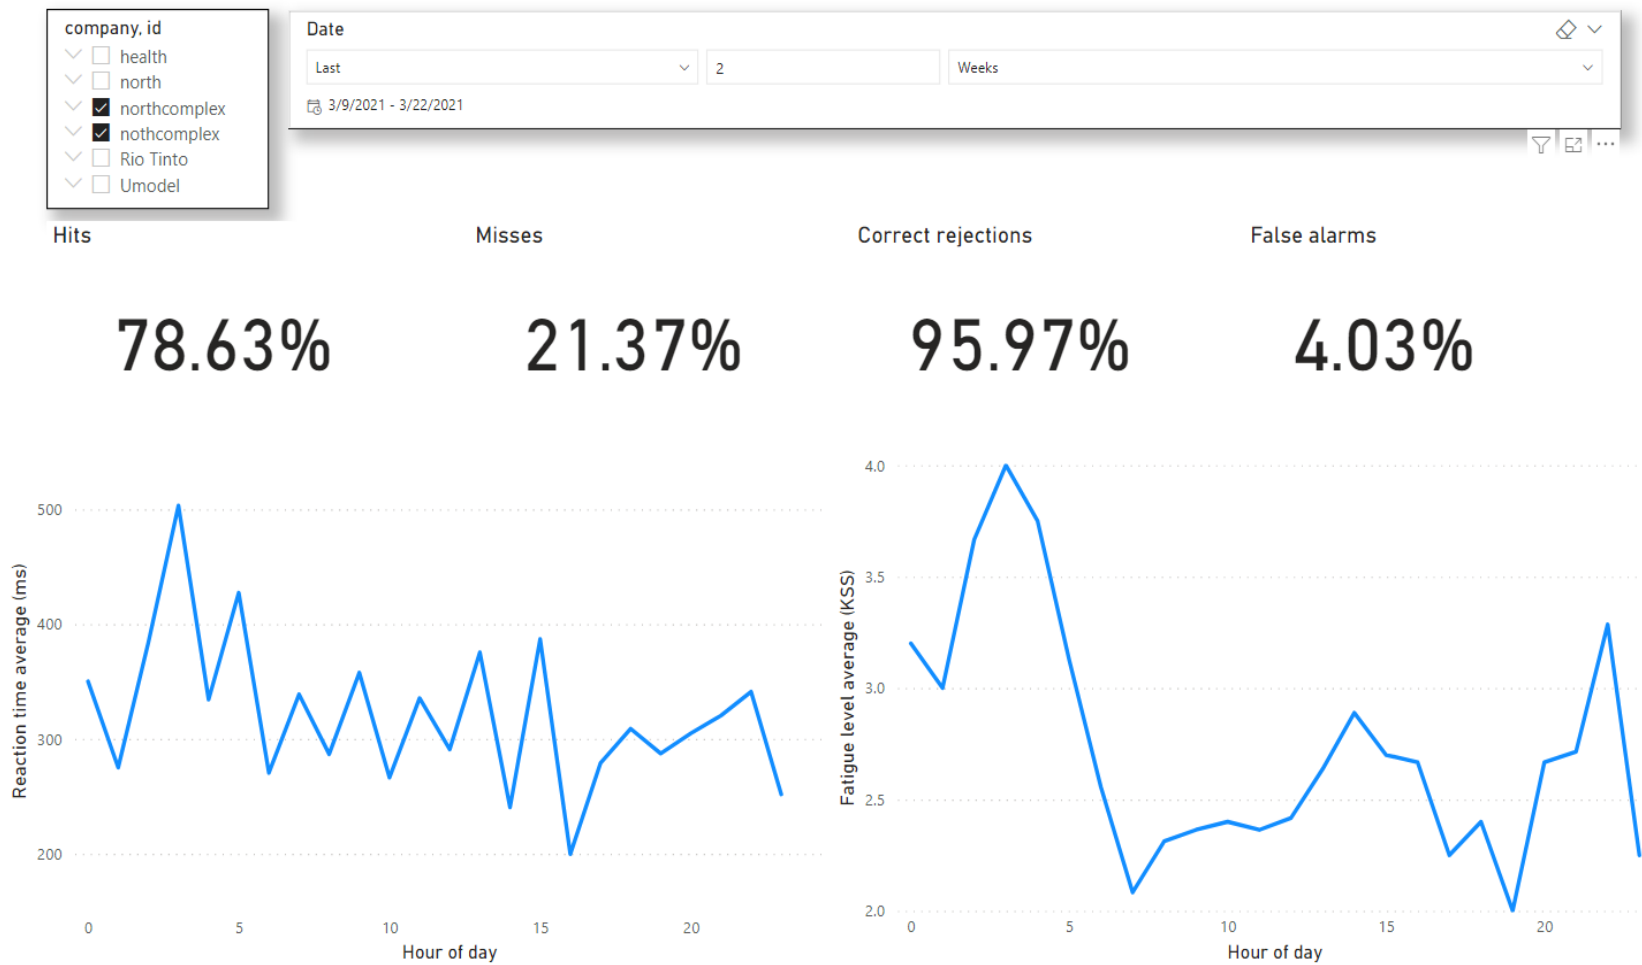 company, id
health
north
northcomplex
nothcomplex
Rio Tinto
Umodel
Date
Last
2
Weeks
3/9/2021 - 3/22/2021
Hits
Misses
Correct rejections
False alarms
78.63%
21.37%
95.97%
4.03%
Reaction time average (ms)
500
400
300
200
0
5
10
15
20
Hour of day
Fatigue level average (KSS)
4.0
3.5
3.0
2.5
2.0
0
5
10
15
20
Hour of day